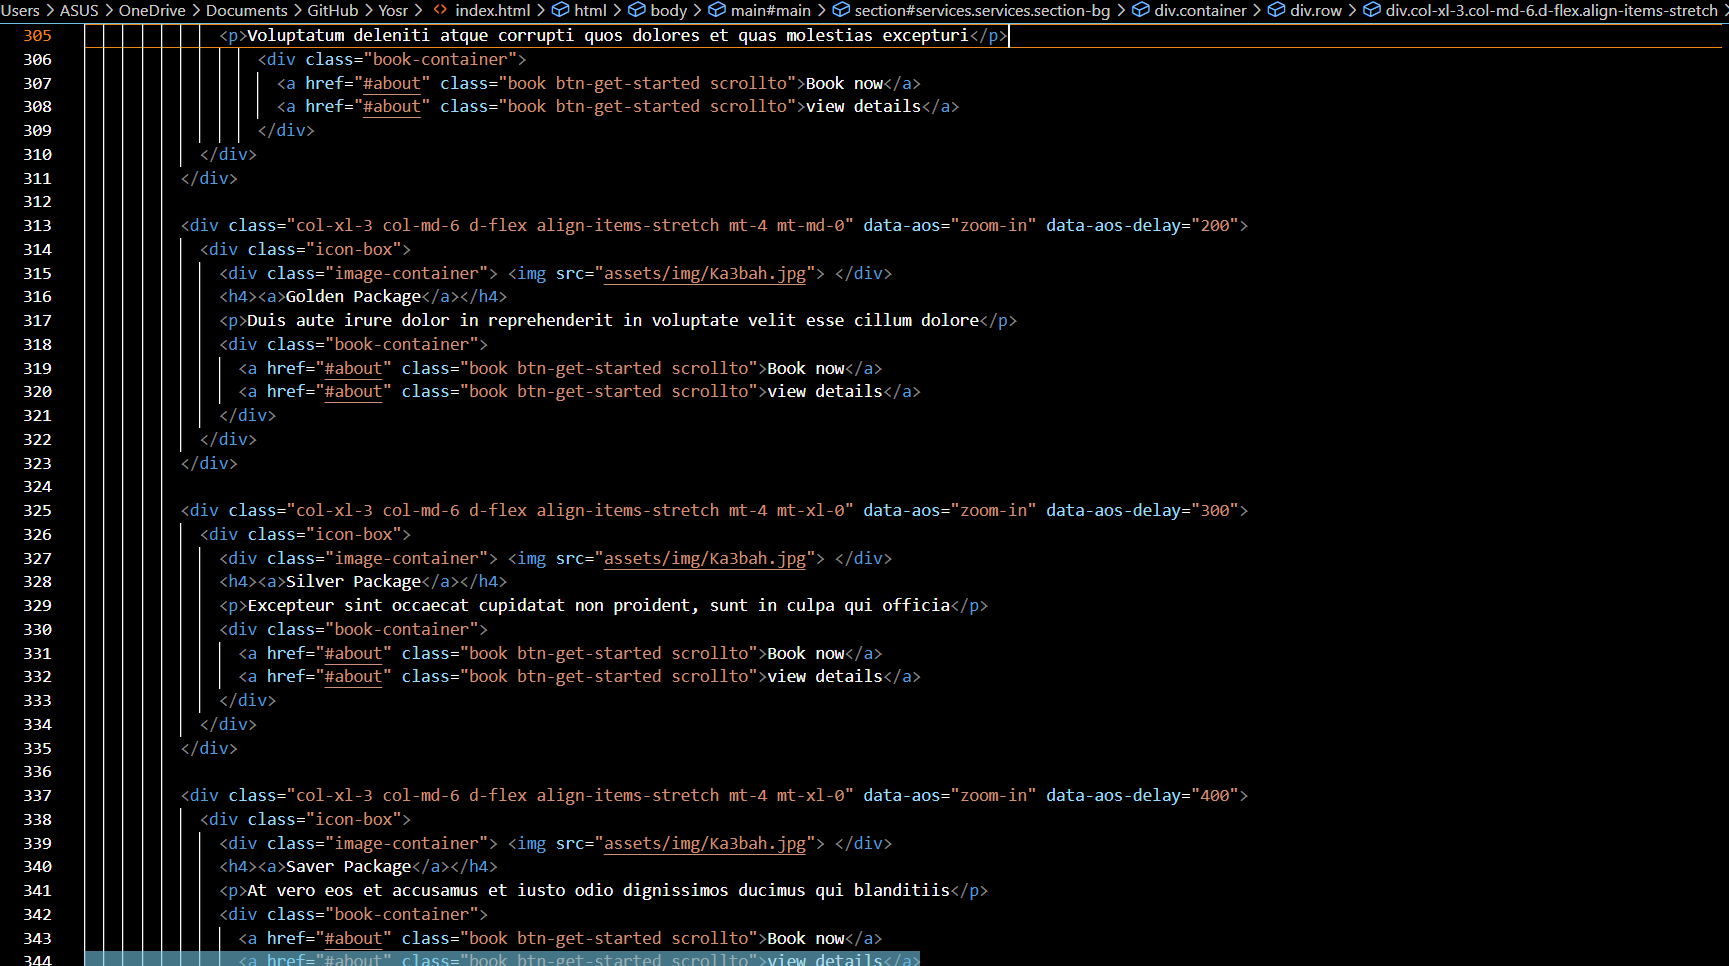 Users > ASUS > OneDrive > Documents > GitHub > Yosr > <> index.html > html > body > main#main > section#services.services.section-bg > div.container > div.row > div.col-xl-3.col-md-6.d-flex.align-items-stretch >
305 <p>Voluptatum deleniti atque corrupti quos dolores et quas molestias excepturi</p>
306 <div class="book-container">
307 <a href="#about" class="book btn-get-started scrollto">Book now</a>
308 <a href="#about" class="book btn-get-started scrollto">view details</a>
309 </div>
310 </div>
311 </div>
312
313 <div class="col-xl-3 col-md-6 d-flex align-items-stretch mt-4 mt-md-0" data-aos="zoom-in" data-aos-delay="200">
314 <div class="icon-box">
315 <div class="image-container"> <img src="assets/img/Ka3bah.jpg"> </div>
316 <h4><a>Golden Package</a></h4>
317 <p>Duis aute irure dolor in reprehenderit in voluptate velit esse cillum dolore</p>
318 <div class="book-container">
319 <a href="#about" class="book btn-get-started scrollto">Book now</a>
320 <a href="#about" class="book btn-get-started scrollto">view details</a>
321 </div>
322 </div>
323 </div>
324
325 <div class="col-xl-3 col-md-6 d-flex align-items-stretch mt-4 mt-xl-0" data-aos="zoom-in" data-aos-delay="300">
326 <div class="icon-box">
327 <div class="image-container"> <img src="assets/img/Ka3bah.jpg"> </div>
328 <h4><a>Silver Package</a></h4>
329 <p>Excepteur sint occaecat cupidatat non proident, sunt in culpa qui officia</p>
330 <div class="book-container">
331 <a href="#about" class="book btn-get-started scrollto">Book now</a>
332 <a href="#about" class="book btn-get-started scrollto">view details</a>
333 </div>
334 </div>
335 </div>
336
337 <div class="col-xl-3 col-md-6 d-flex align-items-stretch mt-4 mt-xl-0" data-aos="zoom-in" data-aos-delay="400">
338 <div class="icon-box">
339 <div class="image-container"> <img src="assets/img/Ka3bah.jpg"> </div>
340 <h4><a>Saver Package</a></h4>
341 <p>At vero eos et accusamus et iusto odio dignissimos ducimus qui blanditiis</p>
342 <div class="book-container">
343 <a href="#about" class="book btn-get-started scrollto">Book now</a>
344 <a href="#about" class="book btn-get-started scrollto">view details</a>